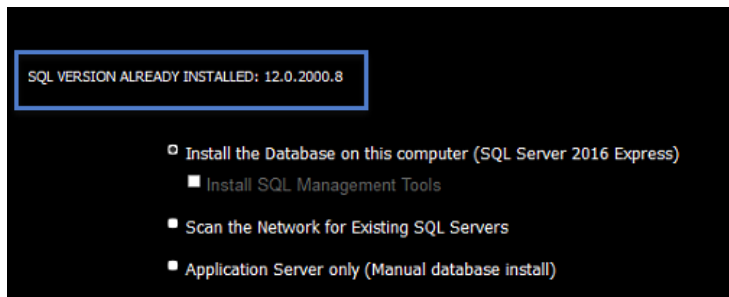 SQL VERSION ALREADY INSTALLED: 12.0.2000.8
Install the Database on this computer (SQL Server 2016 Express)
Install SQL Management Tools
Scan the Network for Existing SQL Servers
Application Server only (Manual database install)